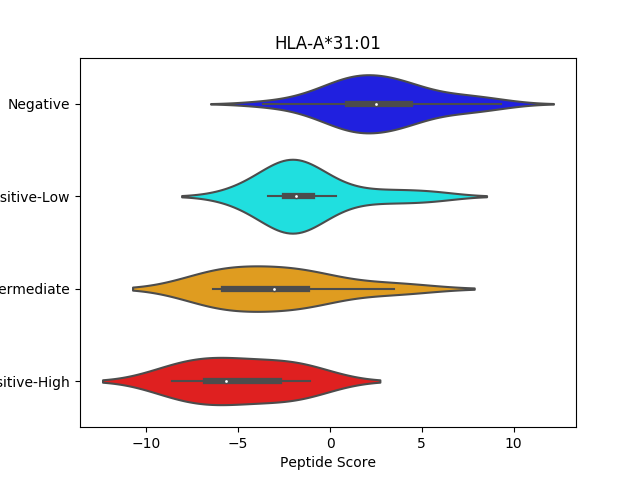 HLA-A*31:01
Negative
sitive-Low
ermediate
sitive-High
−10
−5
0
5
10
Peptide Score